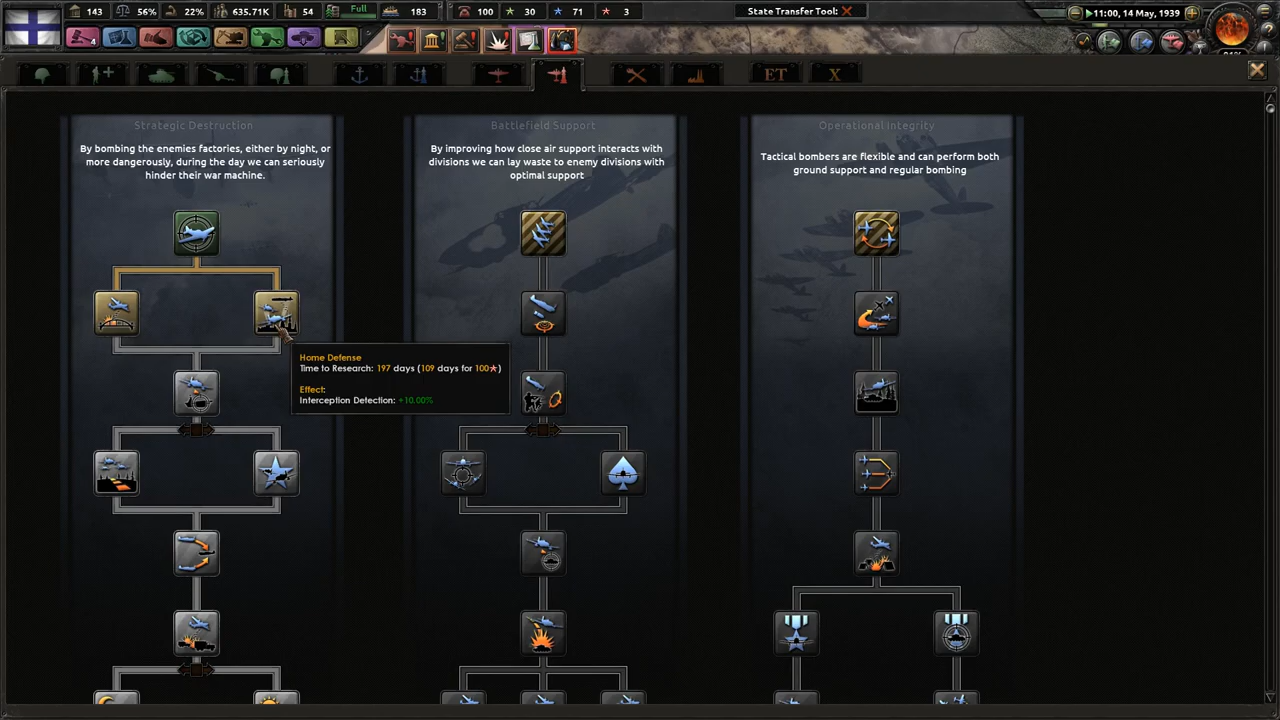 143
56%
22%
635.71K
54
Full
183
100
30
71
3
State Transfer Tool:
11:00, 14 May, 1939
4
ET
X
Strategic Destruction
By bombing the enemies factories, either by night, or
more dangerously, during the day we can seriously
hinder their war machine.
Battlefield Support
By improving how close air support interacts with
divisions we can lay waste to enemy divisions with
optimal support
Operational Integrity
Tactical bombers are flexible and can perform both
ground support and regular bombing
Home Defense
Time to Research: 197 days (109 days for 100★)
Effect:
Interception Detection: +10.00%